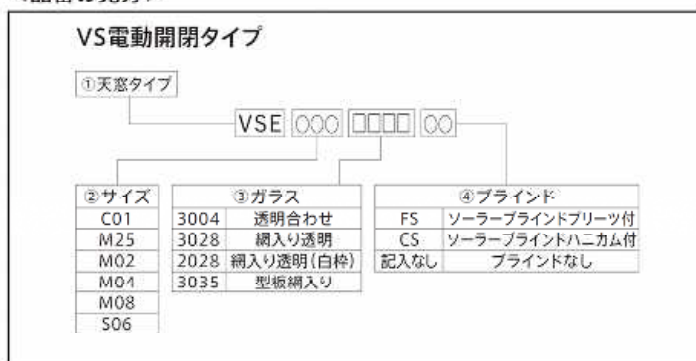 VS電動開閉タイプ
①天窓タイプ
VSE ○○○ □□□□ ○○
②サイズ
C01
M25
M02
M04
M08
S06
③ガラス
3004 透明合わせ
3028 網入り透明
2028 網入り透明(白枠)
3035 型板網入り
④ブラインド
FS ソーラーブラインドプリーツ付
CS ソーラーブラインドハニカム付
記入なし ブラインドなし